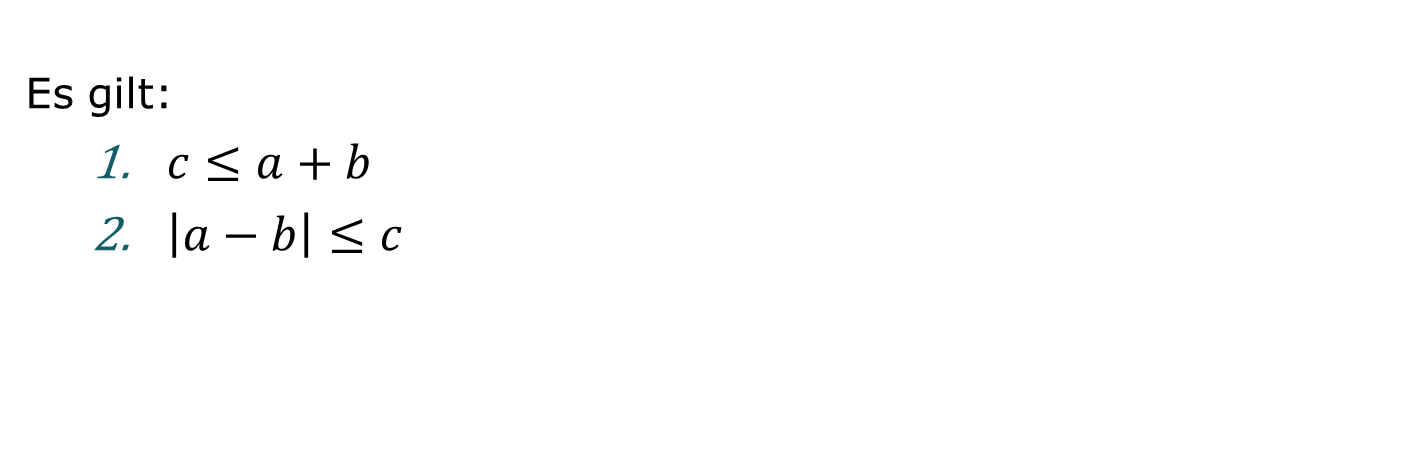 Es gilt:
1. c ≤ a + b
2. |a − b| ≤ c